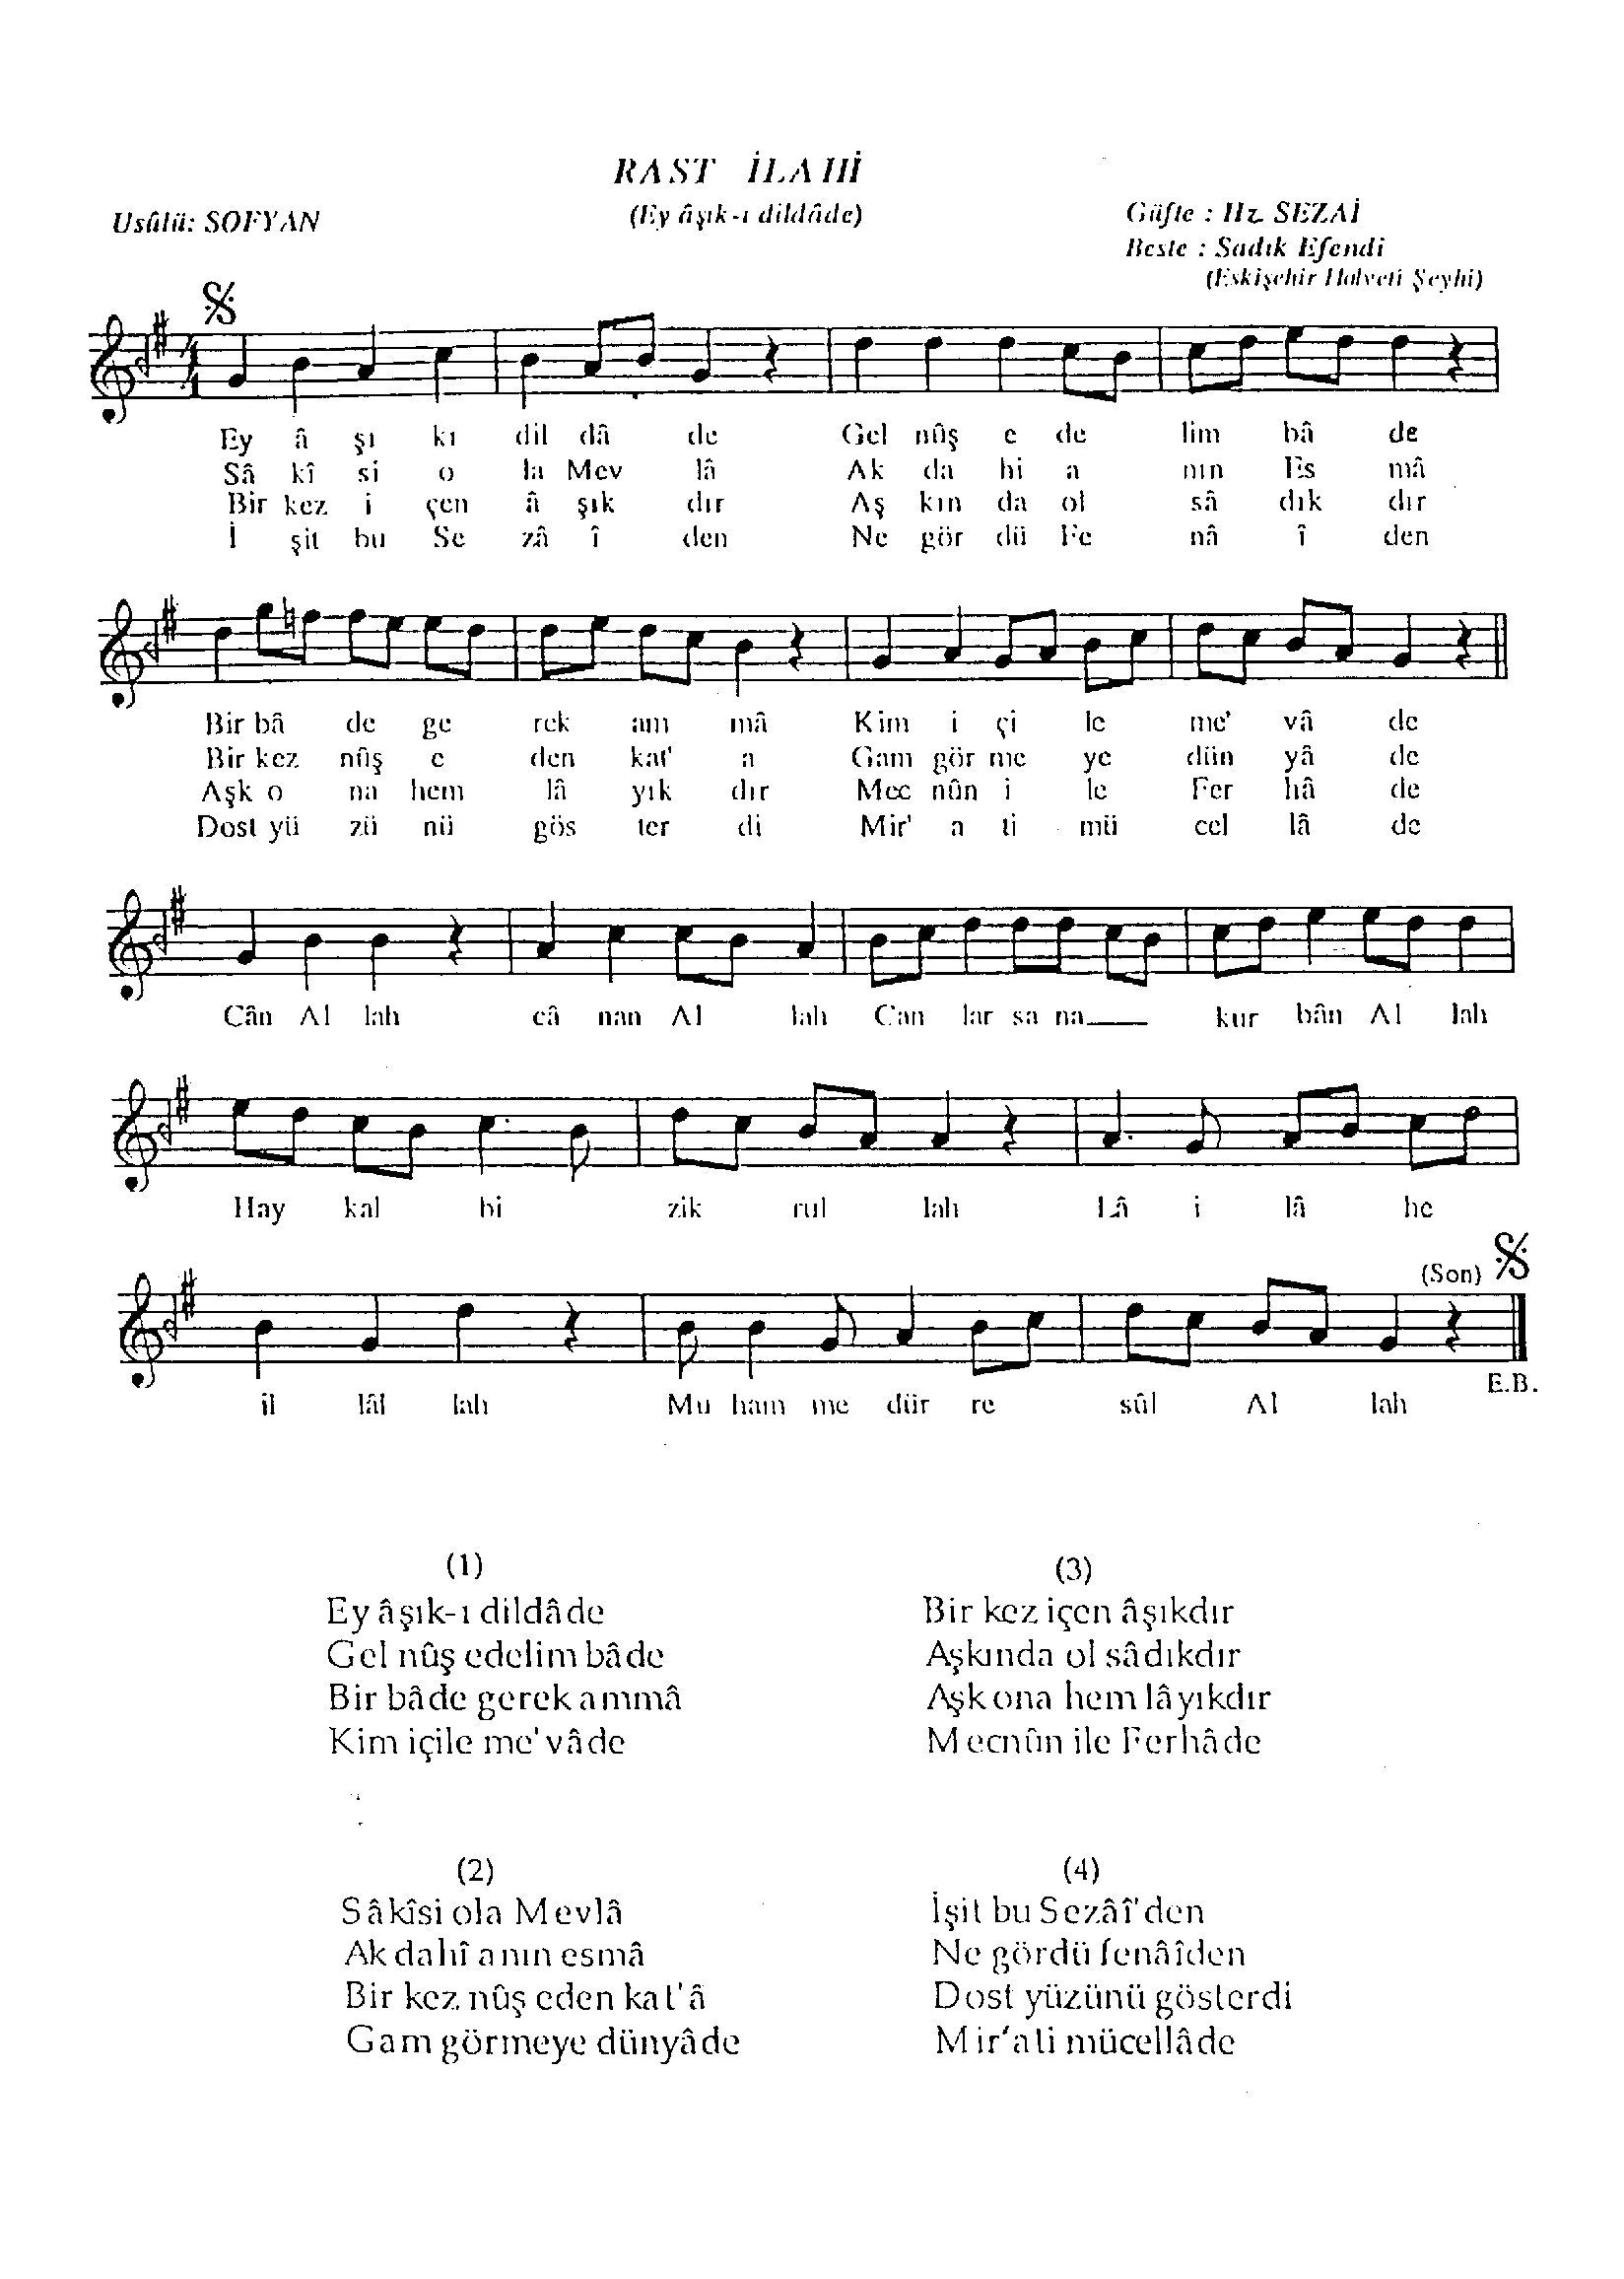 RAST İLAHİ
Usûlü: SOFYAN
(Ey âşık-ı dildâde)
Güfte : Hz. SEZAİ
Beste : Sadık Efendi
(Eskişehir Halveti Şeyhi)
Ey â şı kı dil dâ de Gel nûş e de lim bâ de
Sâ kî si o la Mev lâ Ak da hi a nın Es mâ
Bir kez i çen â şık dır Aş kın da ol sâ dık dır
İ şit bu Se zâ î den Ne gör dü Fe nâ î den
Bir bâ de ge rek am mâ Kim i çi le me' vâ de
Bir kez nûş e den kat' a Gam gör me ye dün yâ de
Aşk o na hem lâ yık dır Mec nûn i le Fer hâ de
Dost yü zü nü gös ter di Mir' a ti mü cel lâ de
Cân Al lah câ nan Al lah Can lar sa na kur bân Al lah
Hay kal bi zik rul lah Lâ i lâ he
(Son)
il lâl lah Mu ham me dür re sûl Al lah
E.B.
(1)
Ey âşık-ı dildâde
Gel nûş edelim bâde
Bir bâde gerek ammâ
Kim içile me'vâde
(2)
Sâkîsi ola Mevlâ
Ak dahî anın esmâ
Bir kez nûş eden kat'â
Gam görmeye dünyâde
(3)
Bir kez içen âşıkdır
Aşkında ol sâdıkdır
Aşk ona hem lâyıkdır
Mecnûn ile Ferhâde
(4)
İşit bu Sezâî'den
Ne gördü fenâîden
Dost yüzünü gösterdi
Mir'ati mücellâde